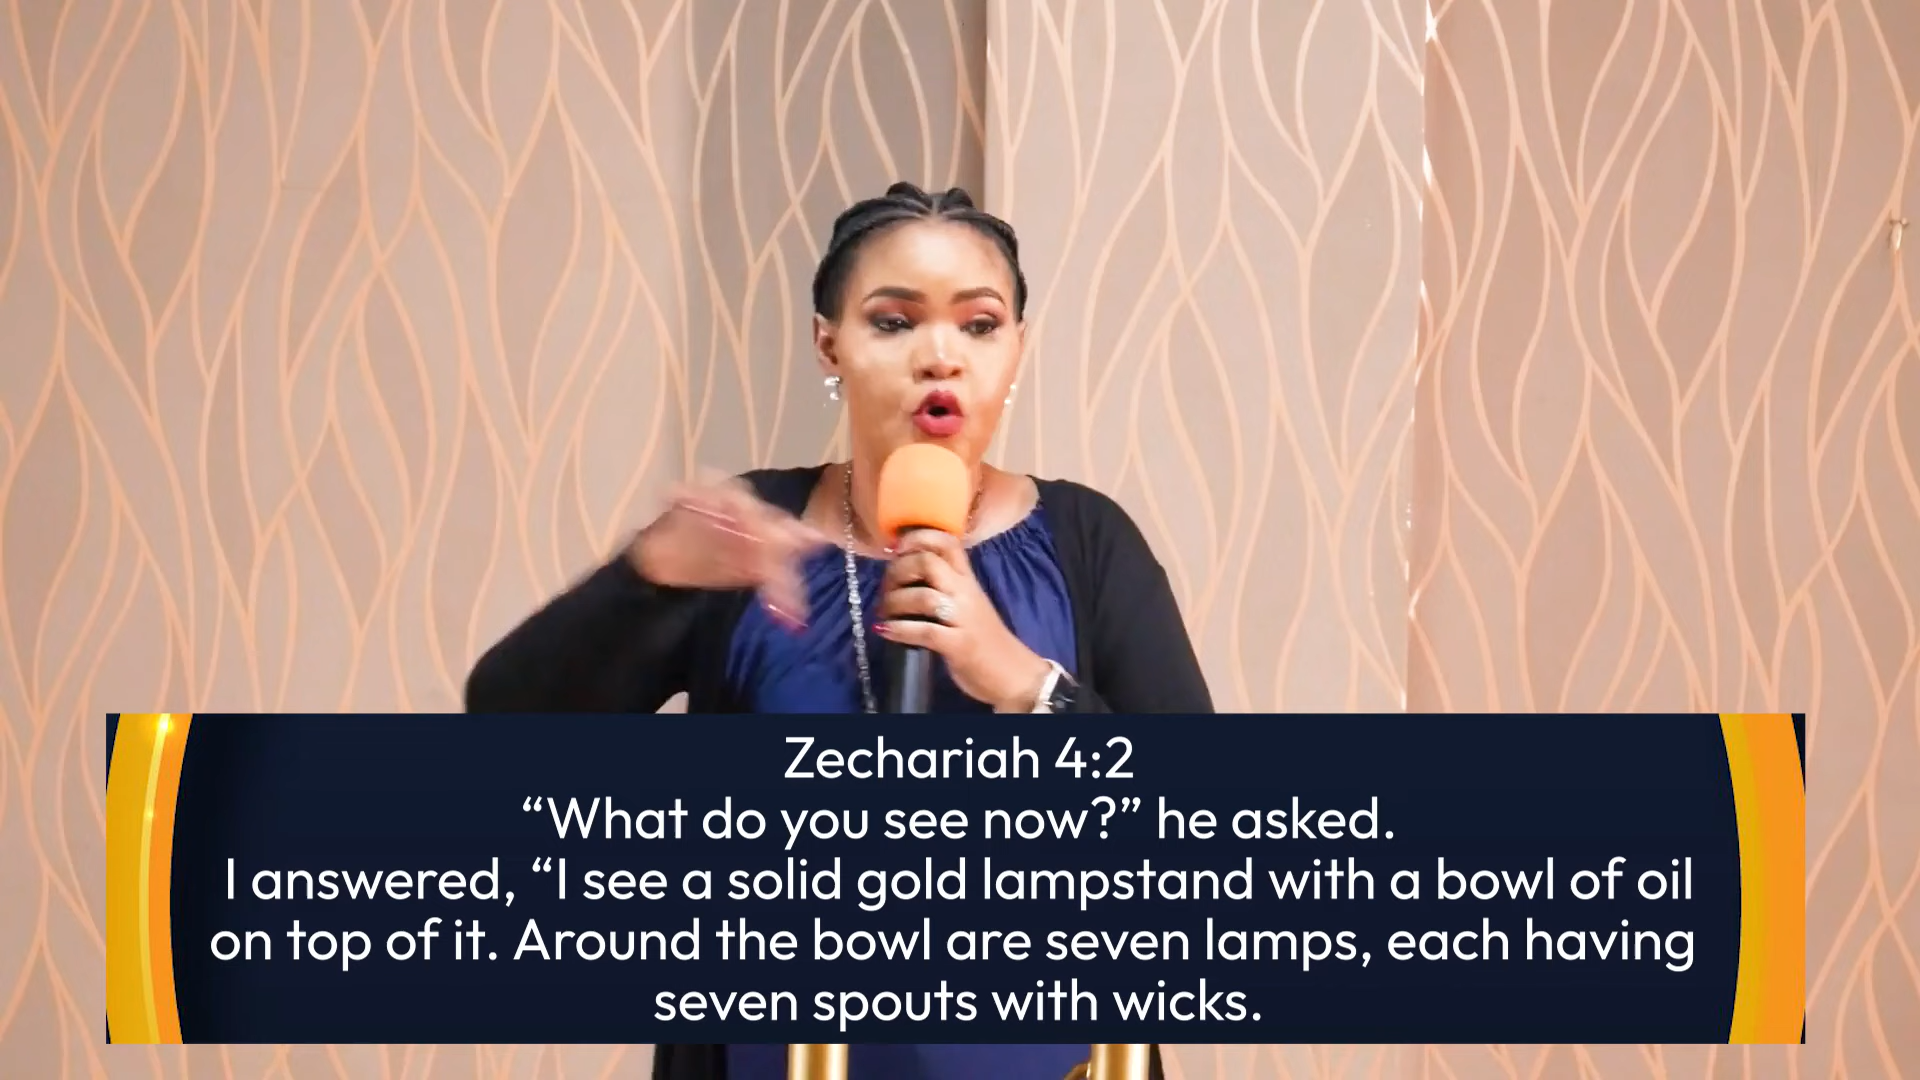 Zechariah 4:2
“What do you see now?” he asked.
I answered, “I see a solid gold lampstand with a bowl of oil
on top of it. Around the bowl are seven lamps, each having
seven spouts with wicks.